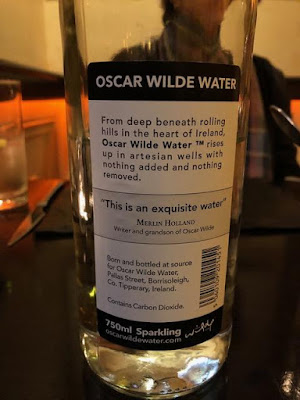 OSCAR WILDE WATER
From deep beneath rolling
hills in the heart of Ireland,
Oscar Wilde Water ™ rises
up in artesian wells with
nothing added and nothing
removed.
"This is an exquisite water"
MERLIN HOLLAND
Writer and grandson of Oscar Wilde
Born and bottled at source
for Oscar Wilde Water,
Pallas Street, Borrisoleigh,
Co. Tipperary, Ireland.
Contains Carbon Dioxide.
750ml Sparkling
oscarwildewater.com